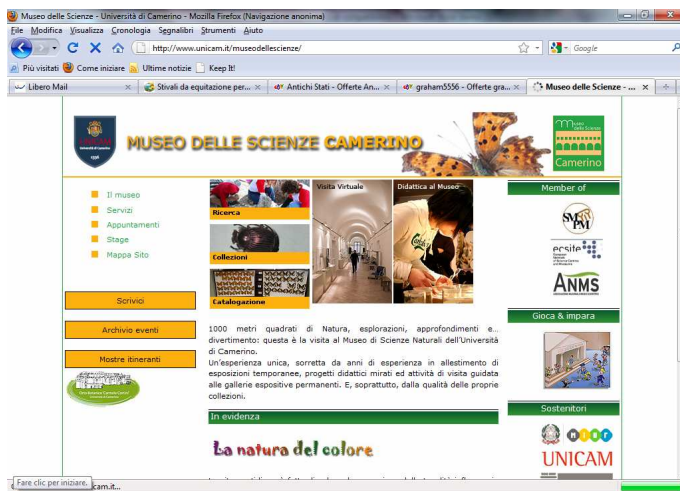 Museo delle Scienze - Università di Camerino - Mozilla Firefox (Navigazione anonima)
File Modifica Visualizza Cronologia Segnalibri Strumenti Aiuto
http://www.unicam.it/museodellescienze/
Google
Più visitati Come iniziare Ultime notizie Keep It!
Libero Mail
Stivali da equitazione per...
Antichi Stati - Offerte An...
graham5556 - Offerte gra...
Museo delle Scienze - ...
MUSEO DELLE SCIENZE CAMERINO
Camerino
Il museo
Servizi
Appuntamenti
Stage
Mappa Sito
Scrivici
Archivio eventi
Mostre itineranti
Ricerca
Collezioni
Catalogazione
Visita Virtuale
Didattica al Museo
1000 metri quadrati di Natura, esplorazioni, approfondimenti e...
divertimento: questa è la visita al Museo di Scienze Naturali dell'Università
di Camerino.
Un'esperienza unica, sorretta da anni di esperienza in allestimento di
esposizioni temporanee, progetti didattici mirati ed attività di visita guidata
alle gallerie espositive permanenti. E, soprattutto, dalla qualità delle proprie
collezioni.
In evidenza
La natura del colore
Member of
SMPM
ecsite
ANMS
Gioca & impara
Sostenitori
UNICAM
Fare clic per iniziare.
cam.it...